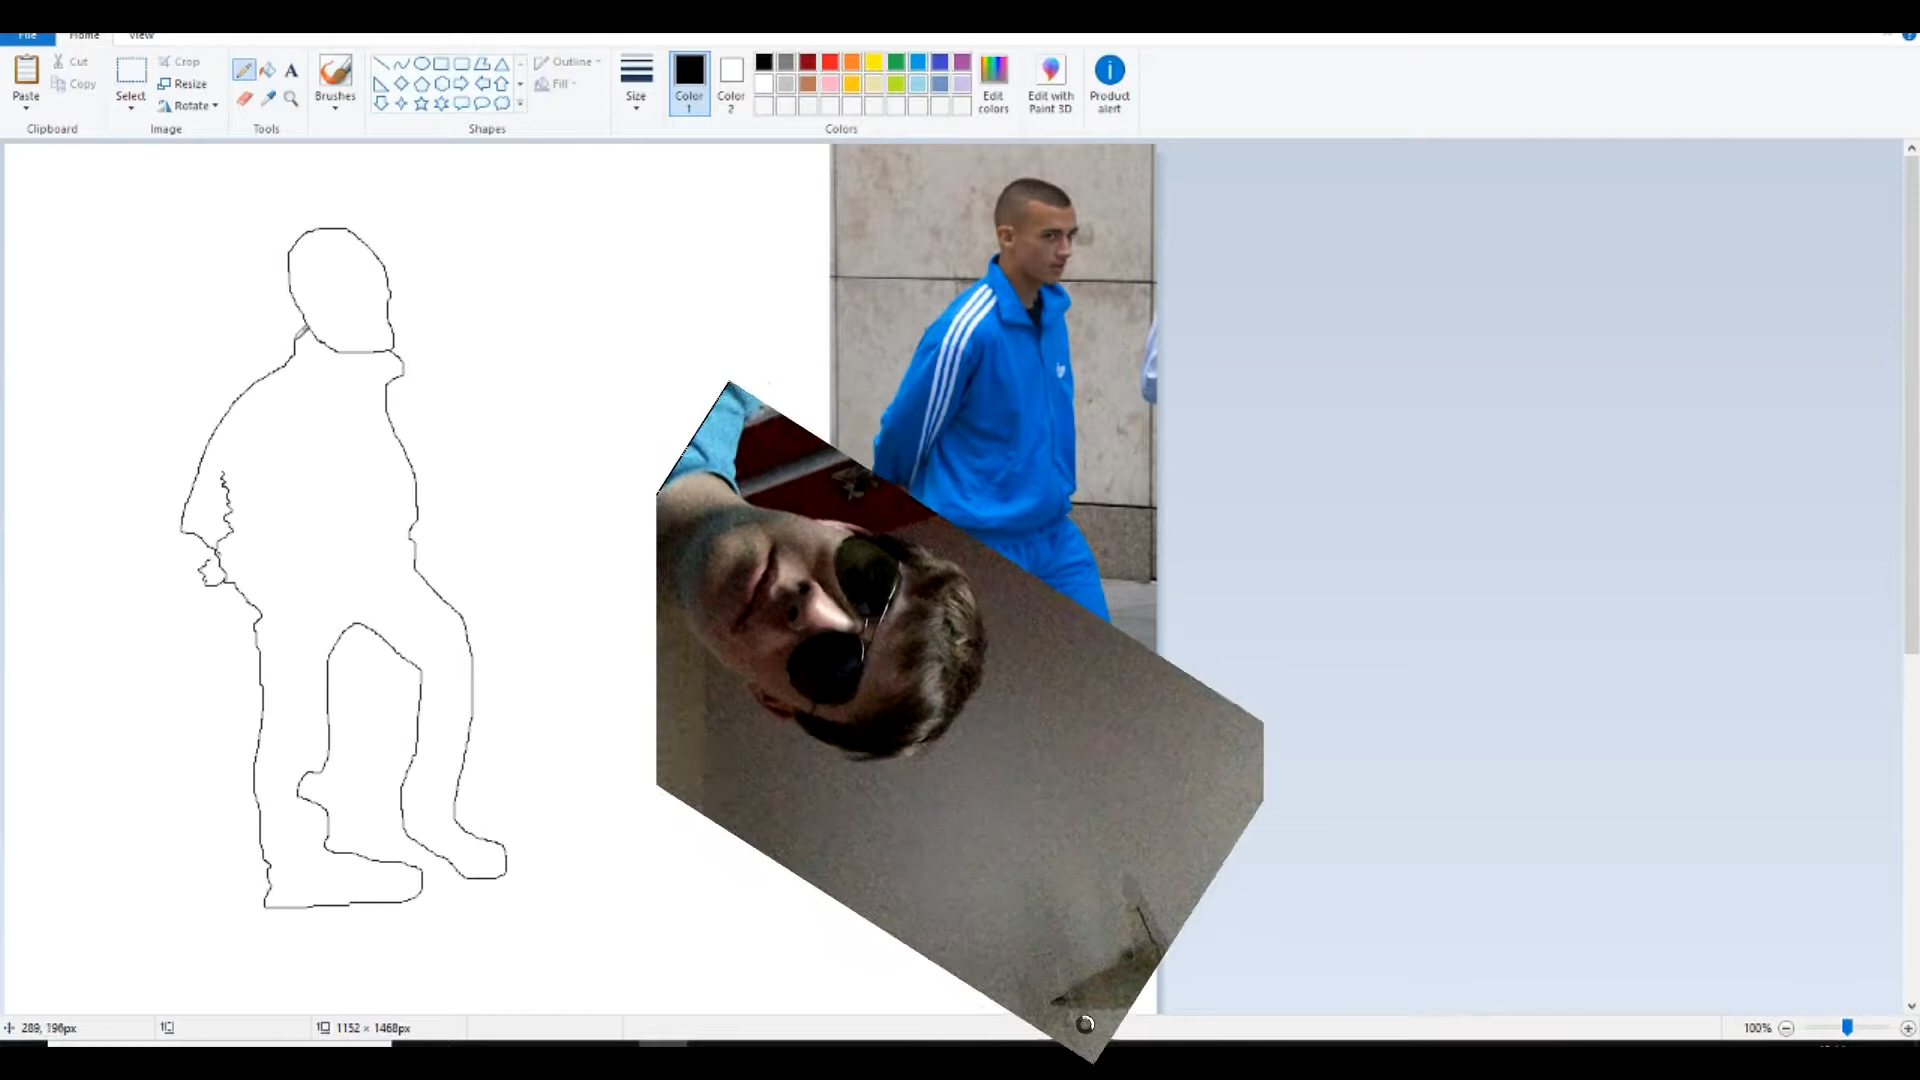 File Home View
Paste
Cut
Copy
Clipboard
Select
Crop
Resize
Rotate
Image
A
Tools
Brushes
Outline
Fill
Shapes
Size
Color
1
Color
2
Edit
colors
Colors
Edit with
Paint 3D
Product
alert
289, 196px
1152 × 1468px
100%